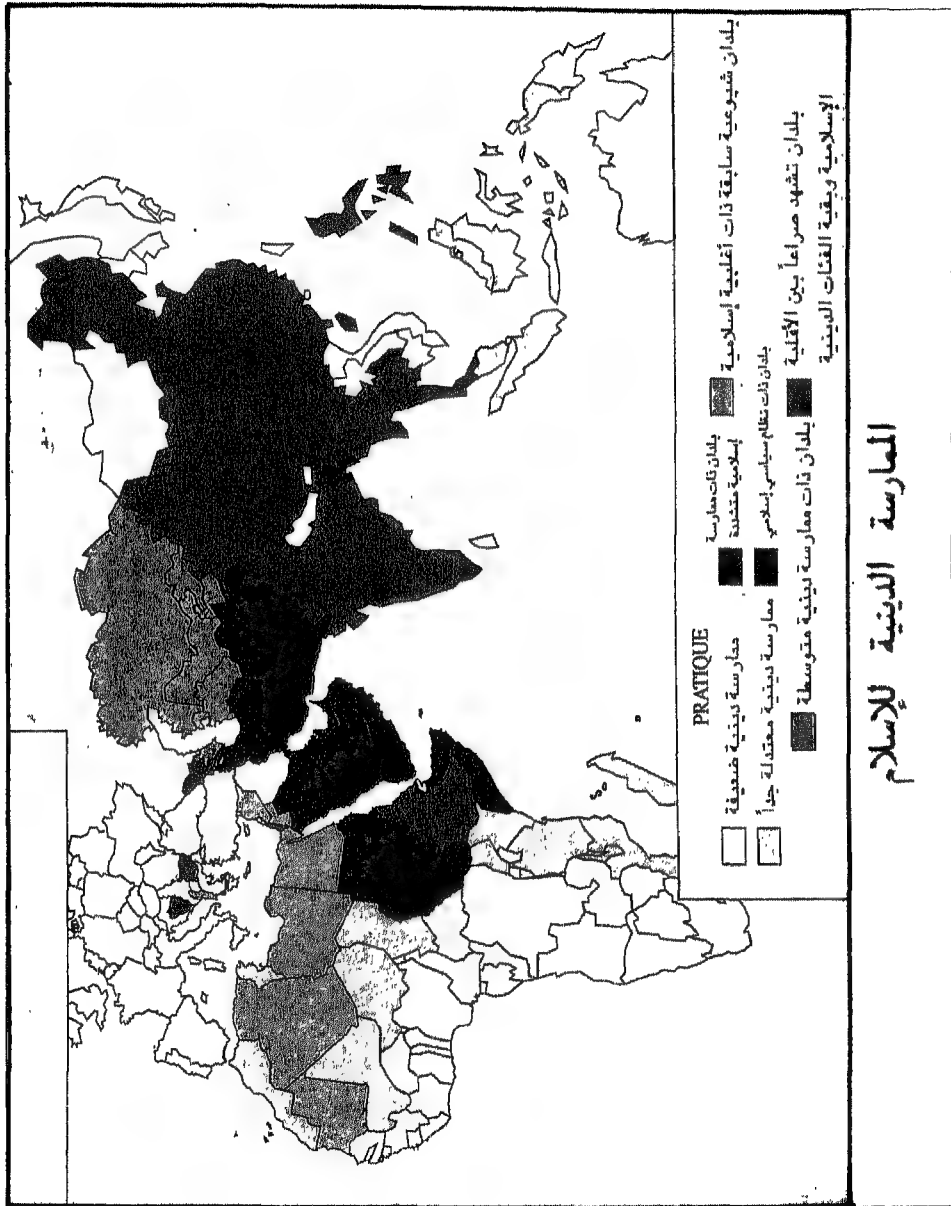 PRATIQUE
ممارسة دينية ضعيفة
ممارسة دينية معتدلة جداً
بلدان ذات ممارسة دينية متوسطة
بلدان ذات ممارسة
إسلامية متشددة
بلدان ذات نظام سياسي إسلامي
بلدان شيوعية سابقة ذات أغلبية إسلامية
بلدان تشهد صراعاً بين الأقلية
الإسلامية وبقية الفئات الدينية
الممارسة الدينية للإسلام